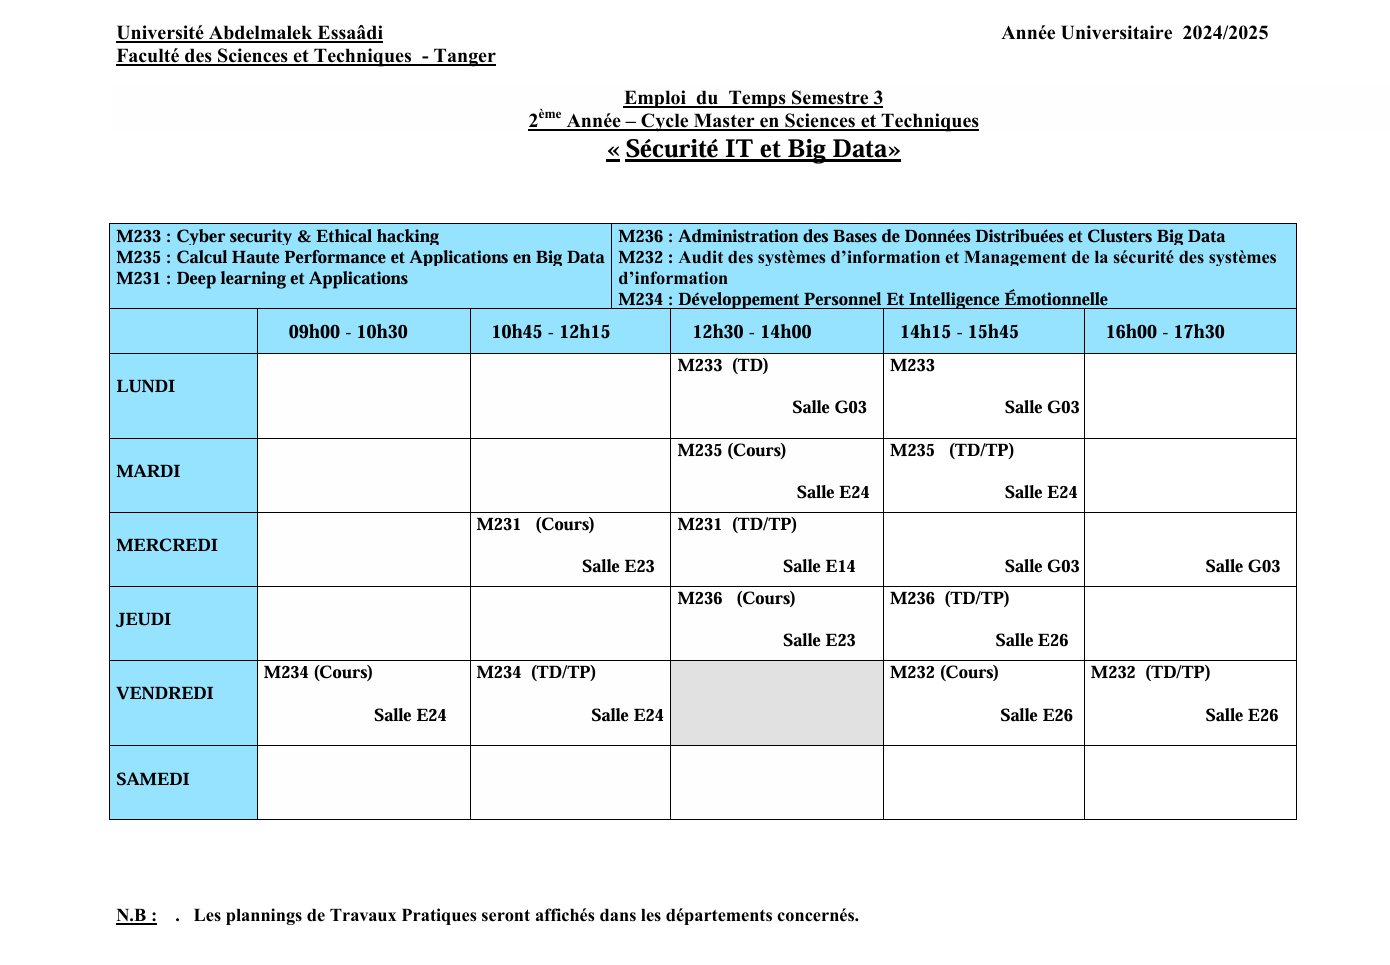 Université Abdelmalek Essaâdi
Année Universitaire 2024/2025
Faculté des Sciences et Techniques - Tanger
Emploi du Temps Semestre 3
2ème Année – Cycle Master en Sciences et Techniques
« Sécurité IT et Big Data»
M233 : Cyber security & Ethical hacking
M235 : Calcul Haute Performance et Applications en Big Data
M231 : Deep learning et Applications
M236 : Administration des Bases de Données Distribuées et Clusters Big Data
M232 : Audit des systèmes d’information et Management de la sécurité des systèmes
d’information
M234 : Développement Personnel Et Intelligence Émotionnelle
09h00 - 10h30 10h45 - 12h15 12h30 - 14h00 14h15 - 15h45 16h00 - 17h30
LUNDI
M233 (TD)
Salle G03
M233
Salle G03
MARDI
M235 (Cours)
Salle E24
M235 (TD/TP)
Salle E24
MERCREDI
M231 (Cours)
Salle E23
M231 (TD/TP)
Salle E14
Salle G03
Salle G03
JEUDI
M236 (Cours)
Salle E23
M236 (TD/TP)
Salle E26
VENDREDI
M234 (Cours)
Salle E24
M234 (TD/TP)
Salle E24
M232 (Cours)
Salle E26
M232 (TD/TP)
Salle E26
SAMEDI
N.B : . Les plannings de Travaux Pratiques seront affichés dans les départements concernés.